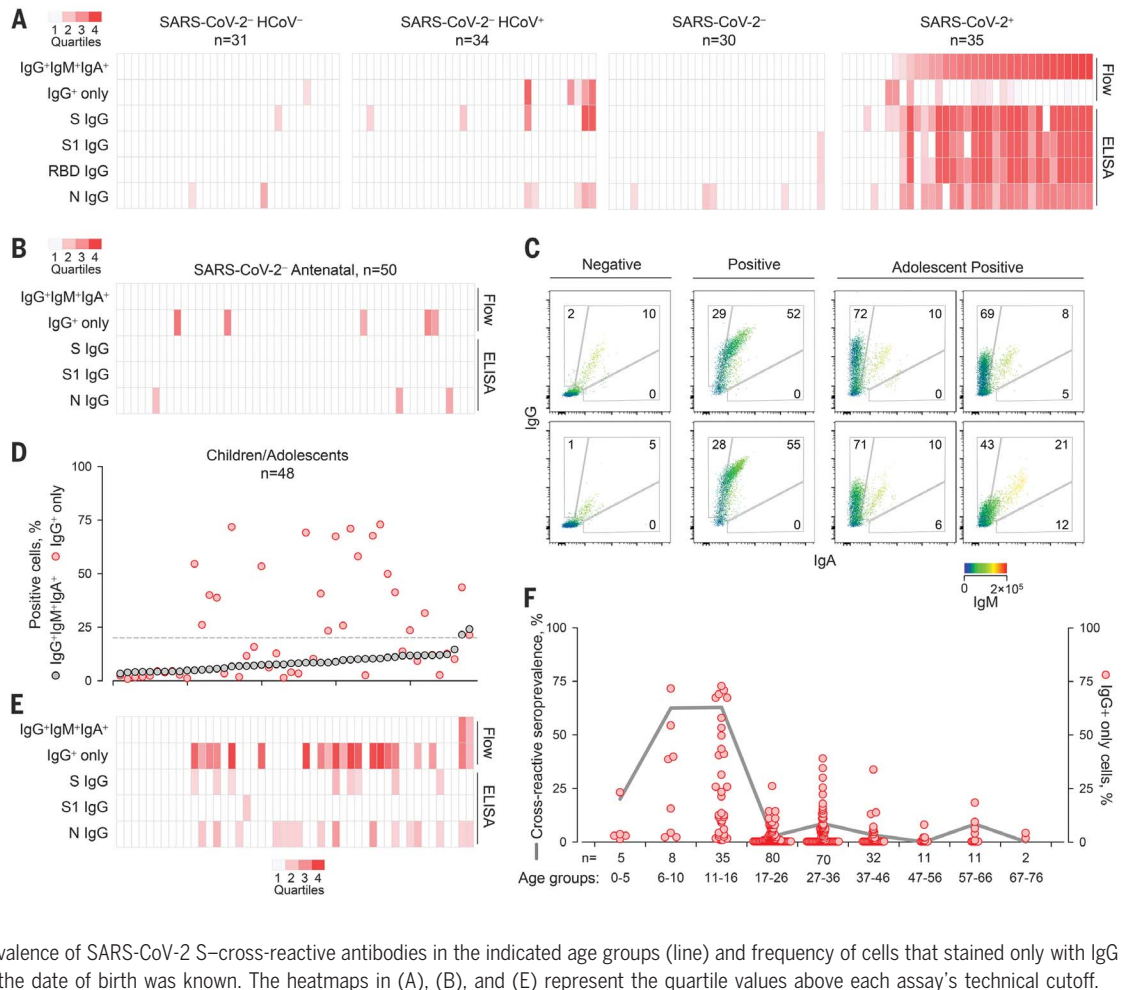 A
1 2 3 4
Quartiles
SARS-CoV-2⁻ HCoV⁻
n=31
SARS-CoV-2⁻ HCoV⁺
n=34
SARS-CoV-2⁻
n=30
SARS-CoV-2⁺
n=35
IgG⁺IgM⁺IgA⁺
IgG⁺ only
S IgG
S1 IgG
RBD IgG
N IgG
Flow
ELISA
B
1 2 3 4
Quartiles
SARS-CoV-2⁻ Antenatal, n=50
IgG⁺IgM⁺IgA⁺
IgG⁺ only
S IgG
S1 IgG
N IgG
Flow
ELISA
C
Negative
Positive
Adolescent Positive
2 10
0
29 52
0
72 8
0
69 8
5
1 5
0
28 55
0
71 10
6
43 21
12
IgG
IgA
0 2×10⁵
IgM
D
Children/Adolescents
n=48
Positive cells, %
IgG⁺IgM⁺IgA⁺ IgG⁺ only
100
75
50
25
0
E
IgG⁺IgM⁺IgA⁺
IgG⁺ only
S IgG
S1 IgG
N IgG
Flow
ELISA
1 2 3 4
Quartiles
F
Cross-reactive seroprevalence, %
100
75
50
25
0
100
75
50
25
0
IgG+ only cells, %
n= 5 8 35 80 70 32 11 11 2
Age groups: 0-5 6-10 11-16 17-26 27-36 37-46 47-56 57-66 67-76
valence of SARS-CoV-2 S–cross-reactive antibodies in the indicated age groups (line) and frequency of cells that stained only with IgG
the date of birth was known. The heatmaps in (A), (B), and (E) represent the quartile values above each assay's technical cutoff.